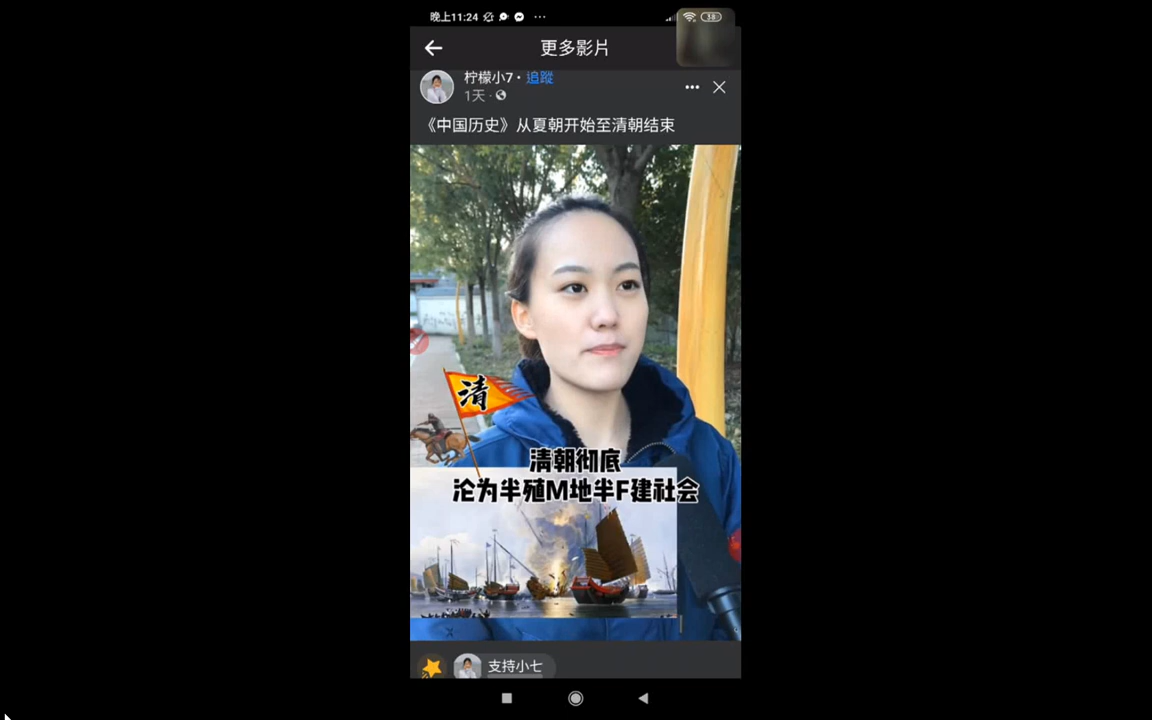 晚上11:24
38
更多影片
柠檬小7 · 追蹤
1天
《中国历史》从夏朝开始至清朝结束
清
清朝彻底
沦为半殖M地半F建社会
支持小七